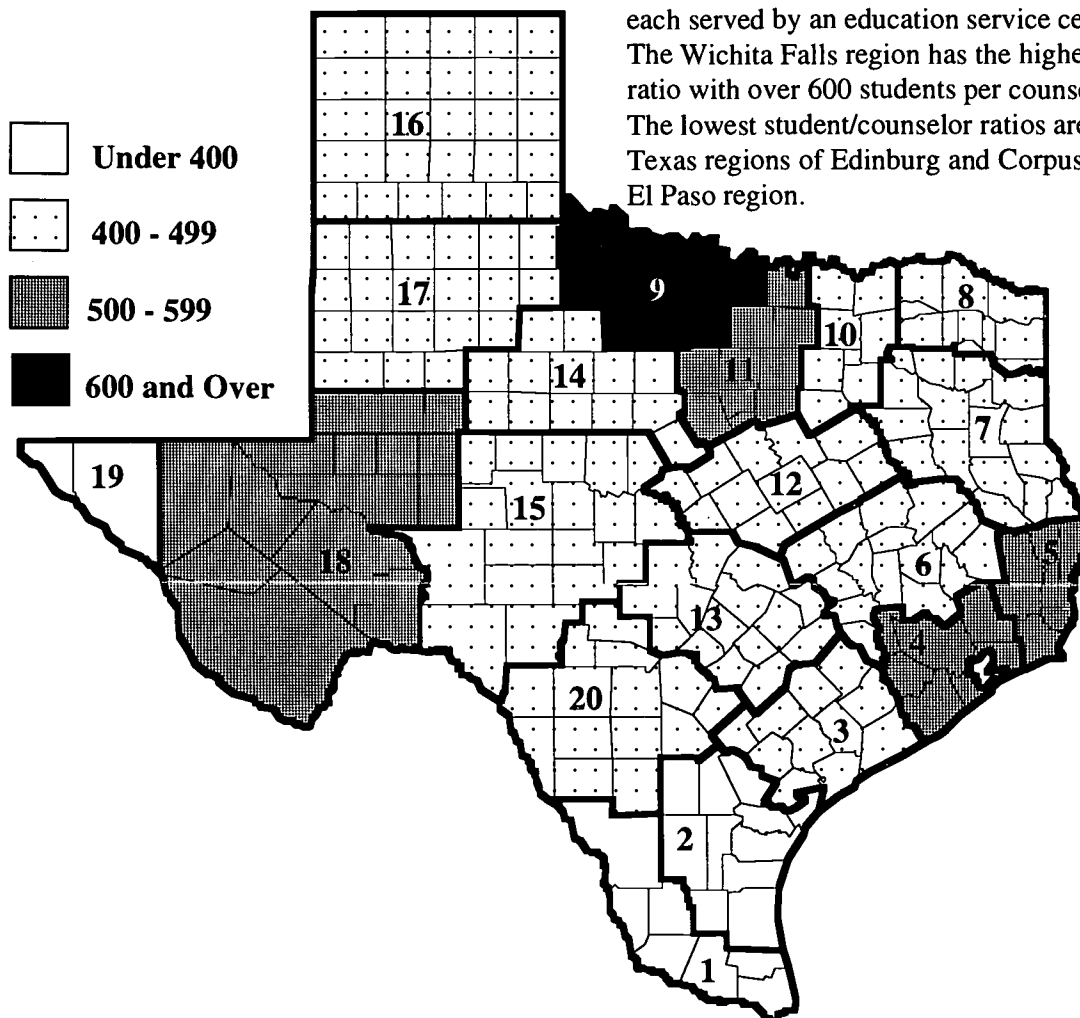 each served by an education service ce
The Wichita Falls region has the highe
ratio with over 600 students per counse
The lowest student/counselor ratios are
Texas regions of Edinburg and Corpus
El Paso region.
Under 400
400 - 499
500 - 599
600 and Over
16
17
9
8
10
14
11
7
19
12
15
18
6
5
13
4
20
3
2
1